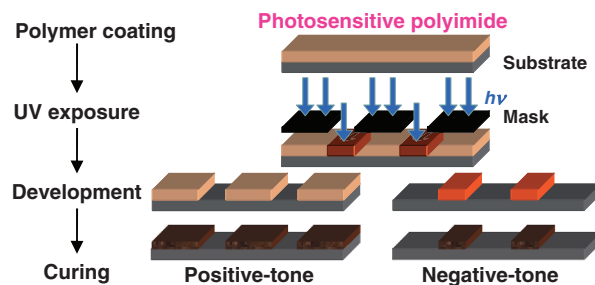 Photosensitive polyimide
Polymer coating
Substrate
UV exposure
hν
Mask
Development
Curing
Positive-tone
Negative-tone